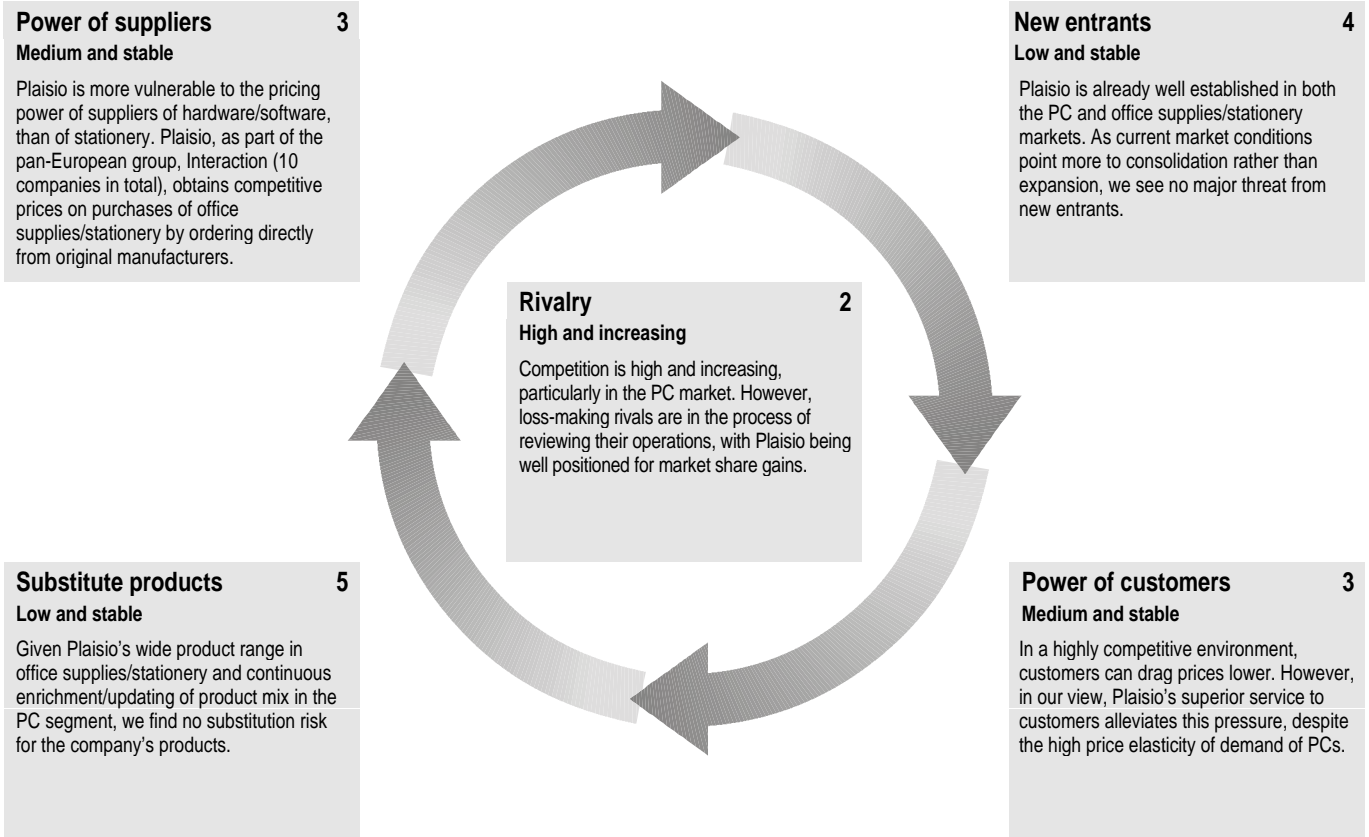 Power of suppliers 3
Medium and stable
Plaisio is more vulnerable to the pricing
power of suppliers of hardware/software,
than of stationery. Plaisio, as part of the
pan-European group, Interaction (10
companies in total), obtains competitive
prices on purchases of office
supplies/stationery by ordering directly
from original manufacturers.
New entrants 4
Low and stable
Plaisio is already well established in both
the PC and office supplies/stationery
markets. As current market conditions
point more to consolidation rather than
expansion, we see no major threat from
new entrants.
Rivalry 2
High and increasing
Competition is high and increasing,
particularly in the PC market. However,
loss-making rivals are in the process of
reviewing their operations, with Plaisio being
well positioned for market share gains.
Substitute products 5
Low and stable
Given Plaisio's wide product range in
office supplies/stationery and continuous
enrichment/updating of product mix in the
PC segment, we find no substitution risk
for the company's products.
Power of customers 3
Medium and stable
In a highly competitive environment,
customers can drag prices lower. However,
in our view, Plaisio's superior service to
customers alleviates this pressure, despite
the high price elasticity of demand of PCs.